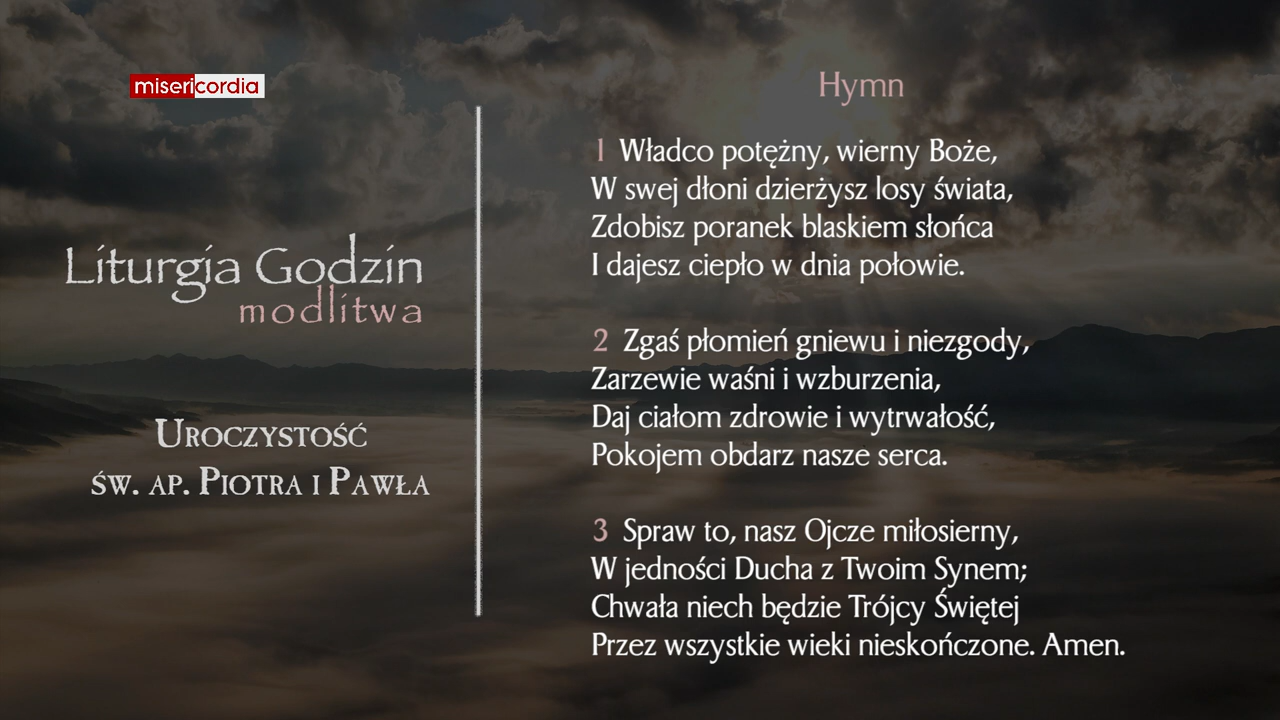 misericordia
Liturgia Godzin
modlitwa
Uroczystość
św. ap. Piotra i Pawła
Hymn
1 Władco potężny, wierny Boże,
W swej dłoni dzierżysz losy świata,
Zdobisz poranek blaskiem słońca
I dajesz ciepło w dnia połowie.
2 Zgaś płomień gniewu i niezgody,
Zarzewie waśni i wzburzenia,
Daj ciałom zdrowie i wytrwałość,
Pokojem obdarz nasze serca.
3 Spraw to, nasz Ojcze miłosierny,
W jedności Ducha z Twoim Synem;
Chwała niech będzie Trójcy Świętej
Przez wszystkie wieki nieskończone. Amen.